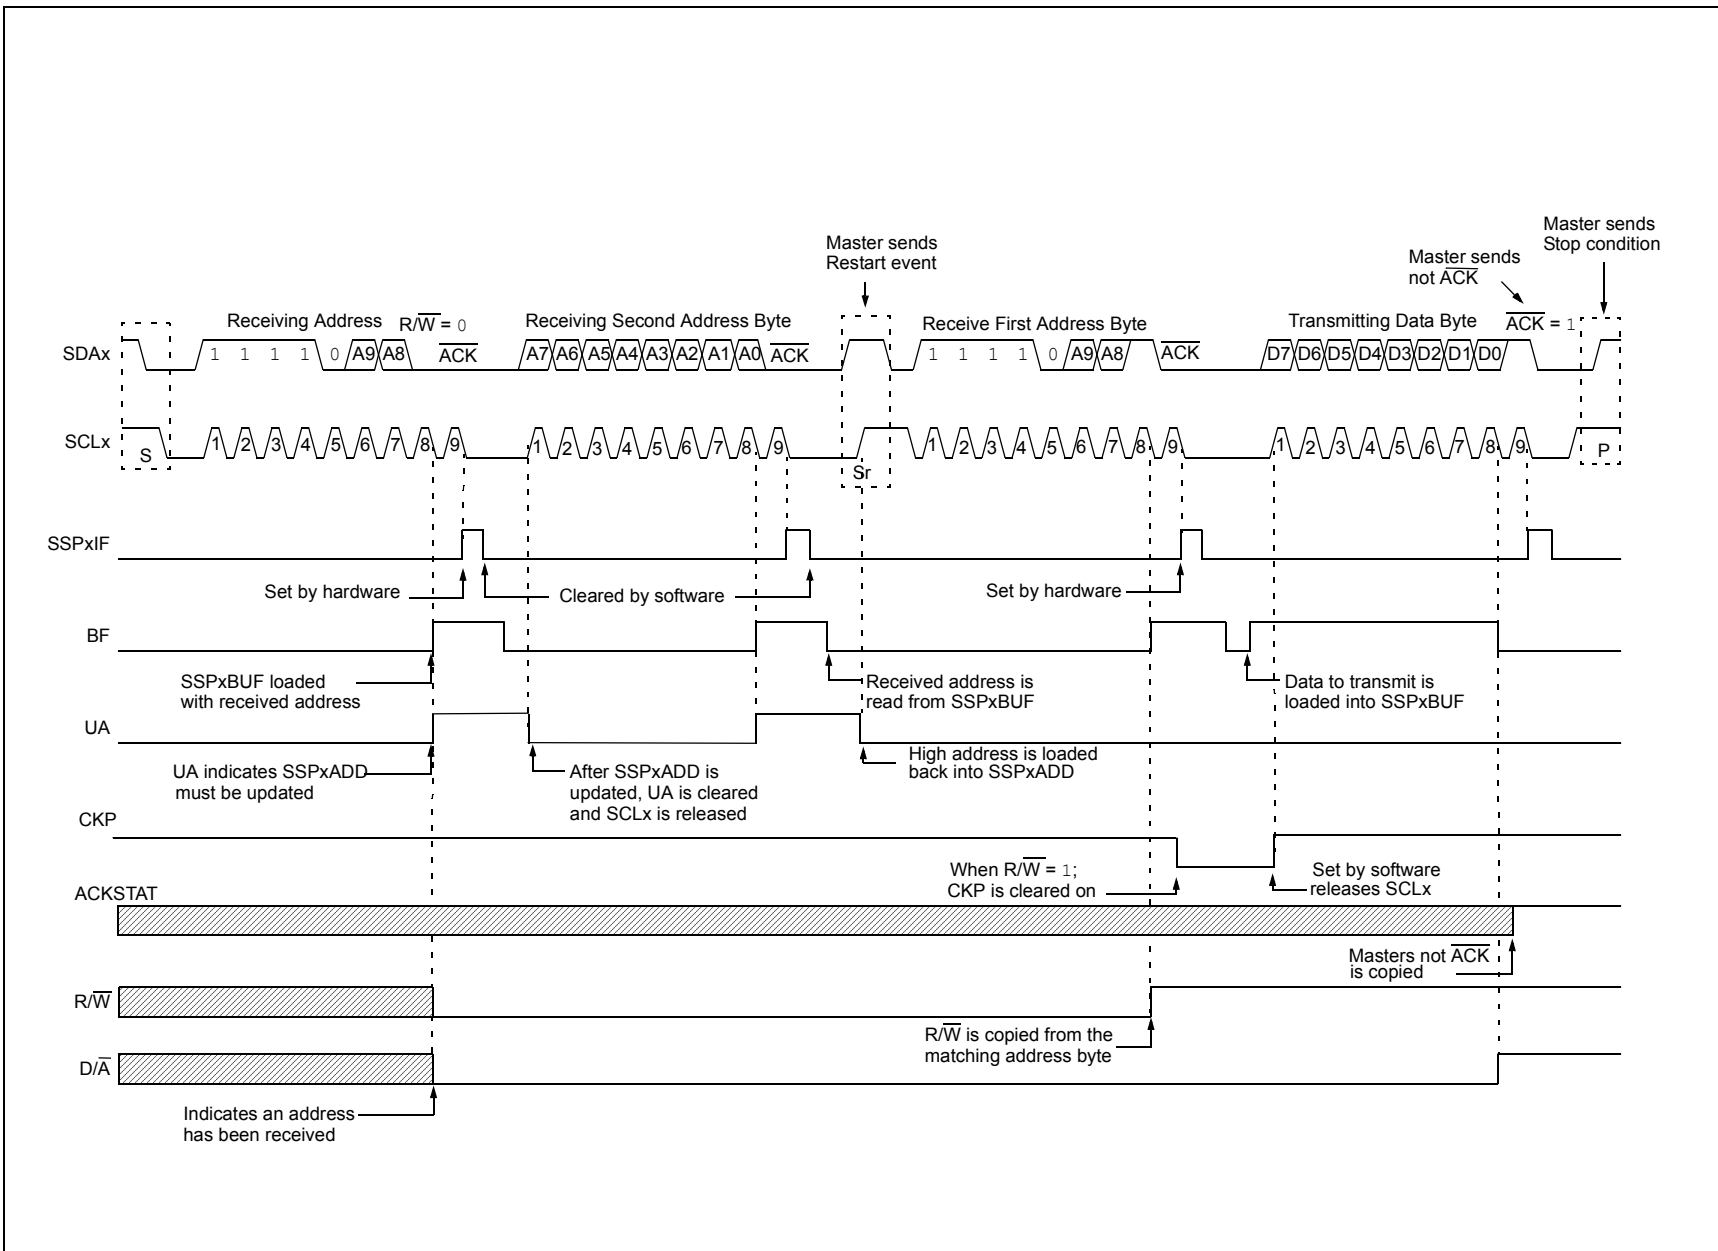 Master sends
Stop condition
Master sends
Restart event
Master sends
not ACK
Receiving Address R/W = 0
Receiving Second Address Byte
Receive First Address Byte
Transmitting Data Byte
ACK = 1
SDAx
1 1 1 1 0 A9 A8 ACK
A7 A6 A5 A4 A3 A2 A1 A0 ACK
1 1 1 1 0 A9 A8 ACK
D7 D6 D5 D4 D3 D2 D1 D0
SCLx
S
1 2 3 4 5 6 7 8 9
1 2 3 4 5 6 7 8 9
Sr
1 2 3 4 5 6 7 8 9
1 2 3 4 5 6 7 8 9
P
SSPxIF
Set by hardware
Cleared by software
Set by hardware
BF
SSPxBUF loaded
with received address
Received address is
read from SSPxBUF
Data to transmit is
loaded into SSPxBUF
UA
UA indicates SSPxADD
must be updated
After SSPxADD is
updated, UA is cleared
and SCLx is released
High address is loaded
back into SSPxADD
CKP
When R/W = 1;
CKP is cleared on
Set by software
releases SCLx
ACKSTAT
Masters not ACK
is copied
R/W
R/W is copied from the
matching address byte
D/A
Indicates an address
has been received